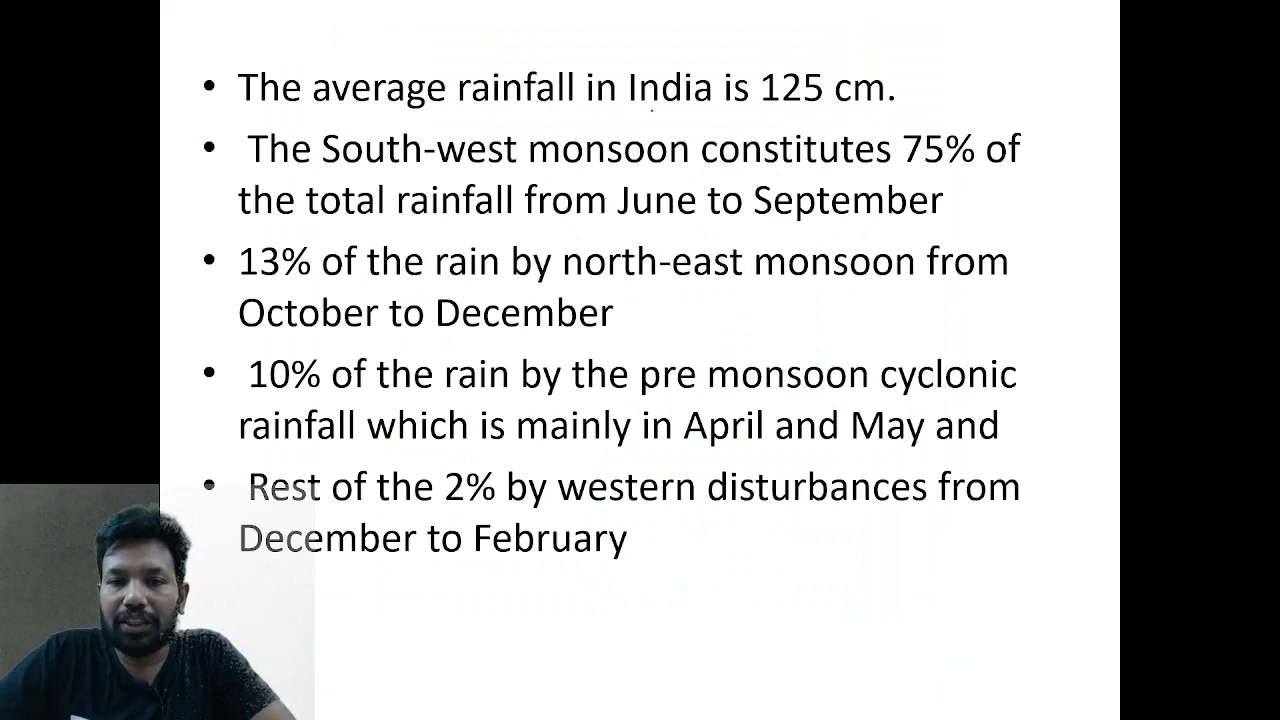 • The average rainfall in India is 125 cm.
• The South-west monsoon constitutes 75% of
the total rainfall from June to September
• 13% of the rain by north-east monsoon from
October to December
• 10% of the rain by the pre monsoon cyclonic
rainfall which is mainly in April and May and
• Rest of the 2% by western disturbances from
December to February